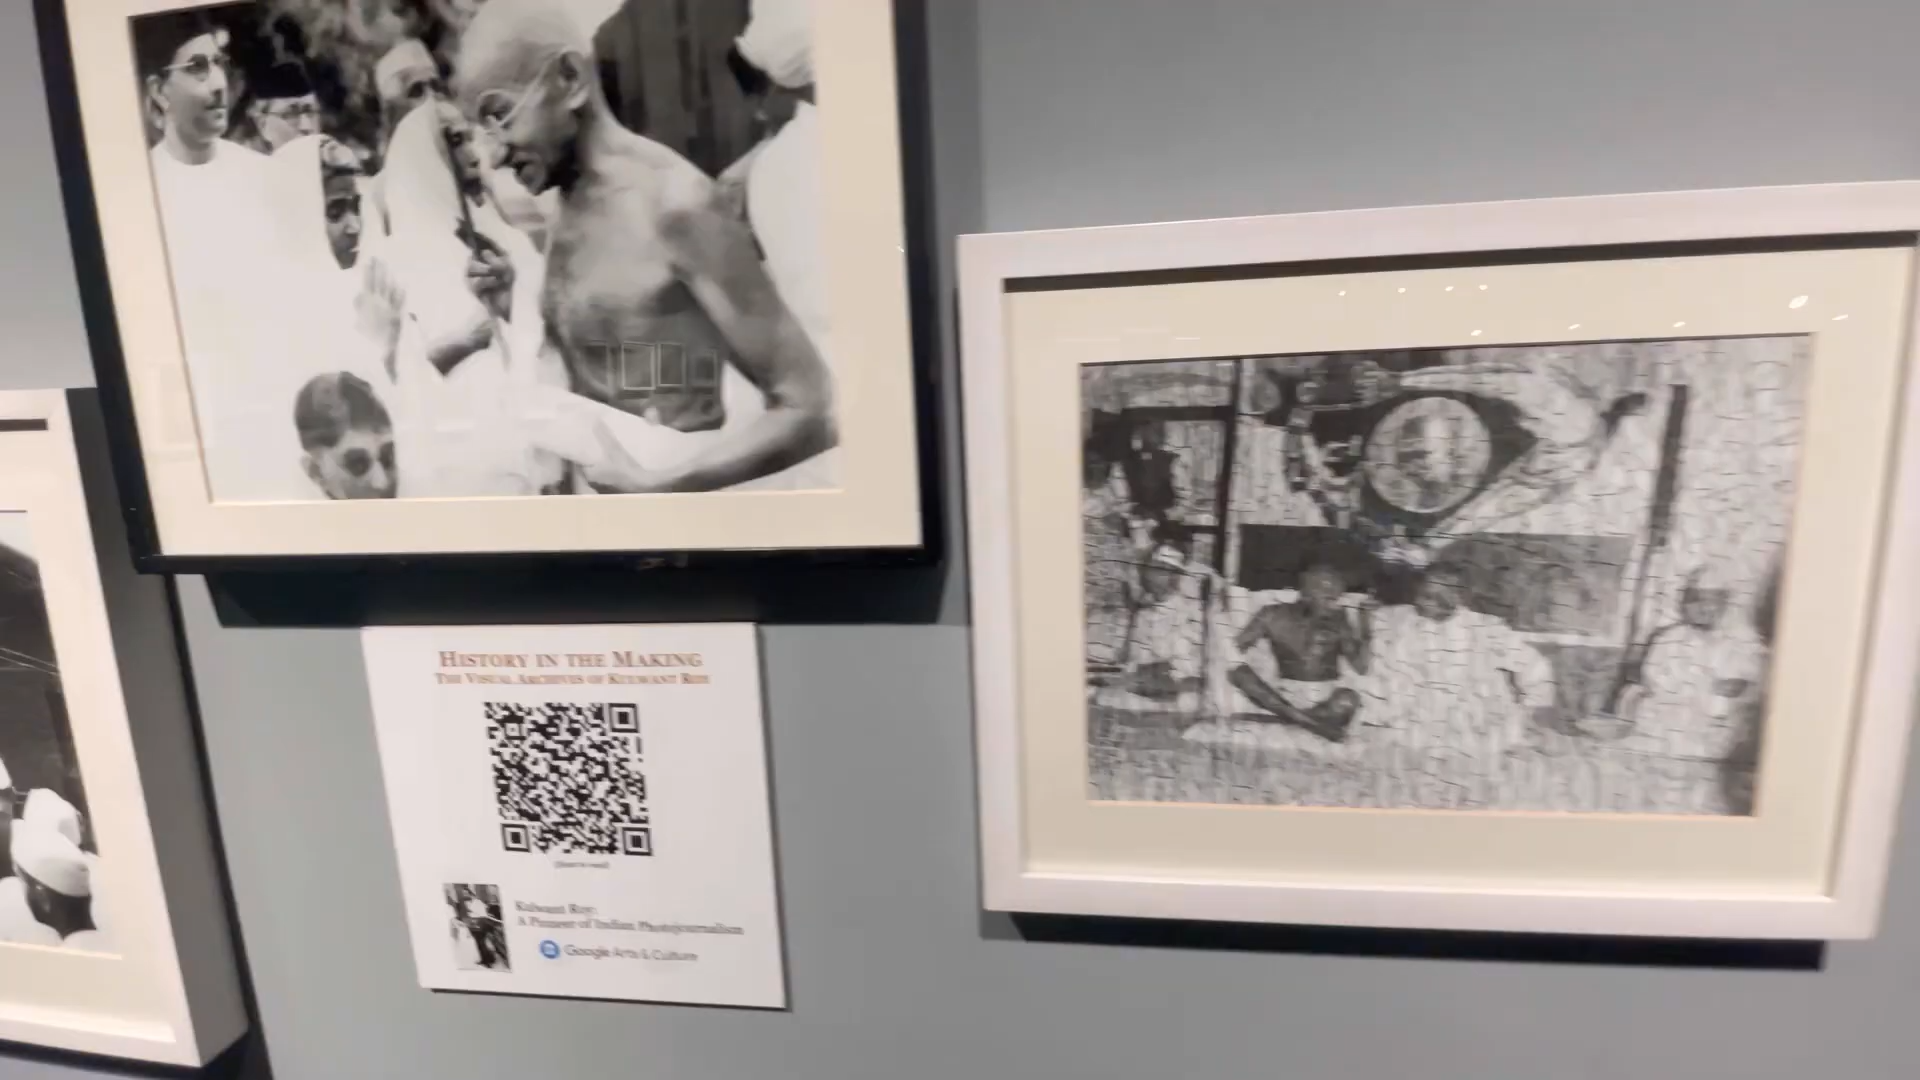 HISTORY IN THE MAKING
THE VISUAL ARCHIVES OF KULWANT ROY
Kulwant Roy:
A Pioneer of Indian Photojournalism
Google Arts & Culture